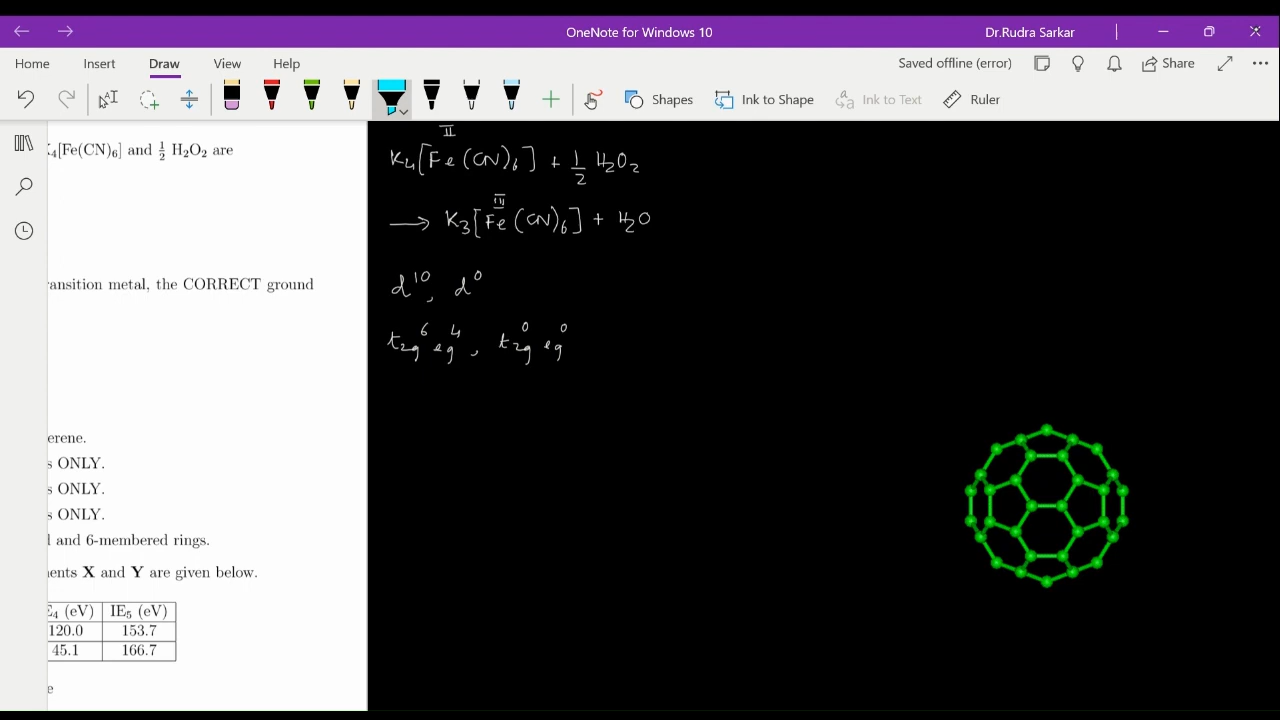 OneNote for Windows 10
Dr.Rudra Sarkar
Home Insert Draw View Help
Saved offline (error) Share
Shapes Ink to Shape Ink to Text Ruler
K₄[Fe(CN)₆] and ½ H₂O₂ are
ansition metal, the CORRECT ground
erene.
s ONLY.
s ONLY.
s ONLY.
l and 6-membered rings.
ents X and Y are given below.
E₄ (eV) IE₅ (eV)
120.0 153.7
45.1 166.7
e
II
K₄[Fe(CN)₆] + ½ H₂O₂
III
⟶ K₃[Fe(CN)₆] + H₂O
d¹⁰, d⁰
t₂g⁶ eg⁴, t₂g⁰ eg⁰